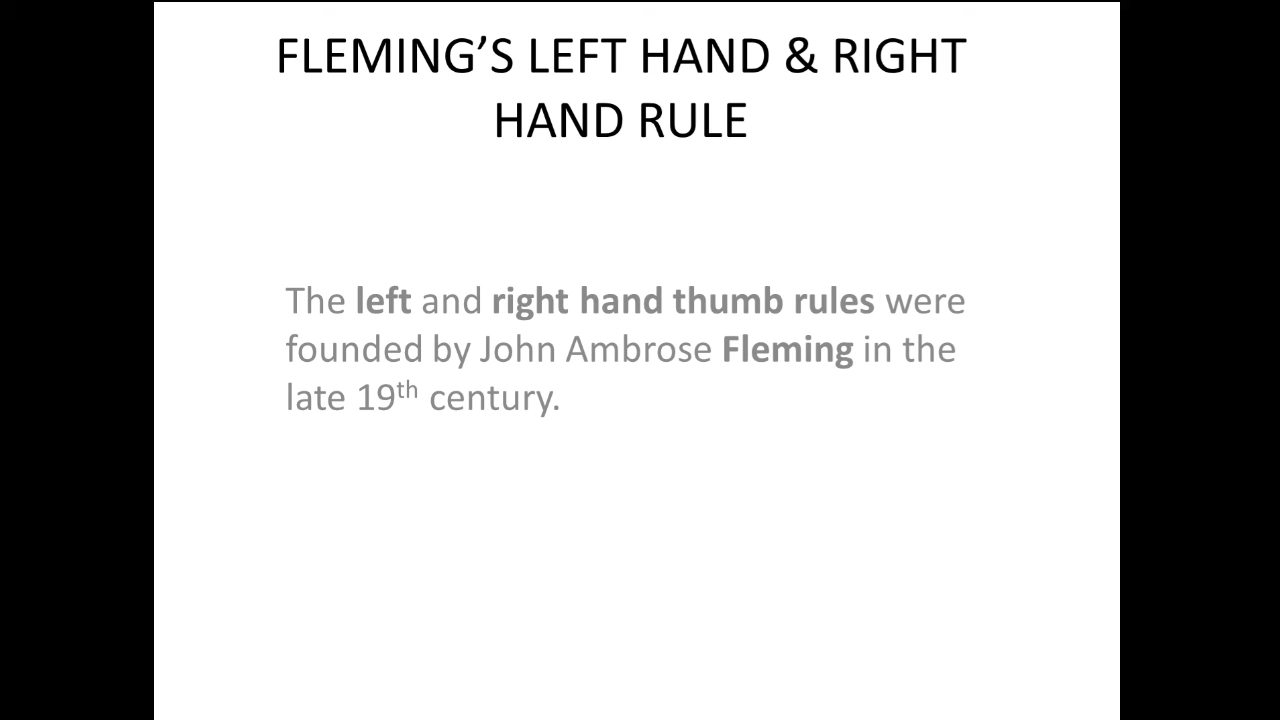 FLEMING’S LEFT HAND & RIGHT
HAND RULE
The left and right hand thumb rules were
founded by John Ambrose Fleming in the
late 19th century.